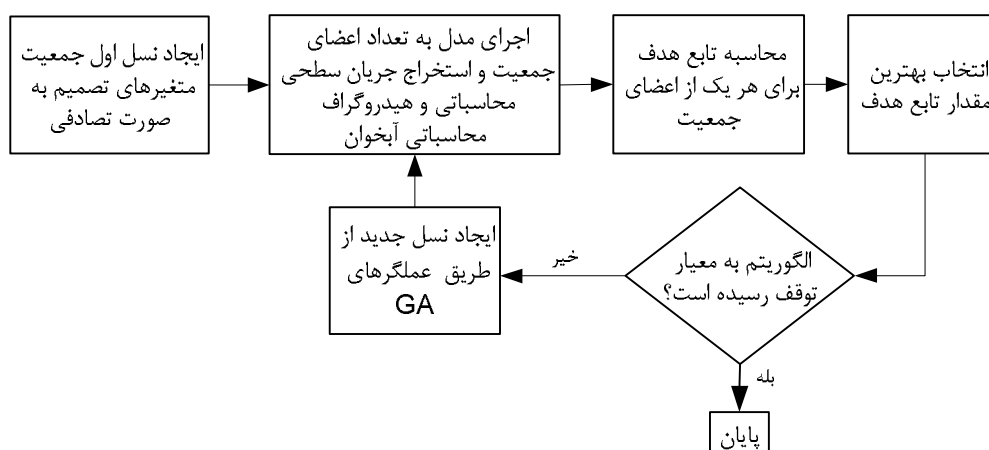 ایجاد نسل اول جمعیت
متغیرهای تصمیم به
صورت تصادفی
اجرای مدل به تعداد اعضای
جمعیت و استخراج جریان سطحی
محاسباتی و هیدروگراف
محاسباتی آبخوان
محاسبه تابع هدف
برای هر یک از اعضای
جمعیت
انتخاب بهترین
مقدار تابع هدف
الگوریتم به معیار
توقف رسیده است؟
خیر
ایجاد نسل جدید از
طریق عملگرهای
GA
بله
پایان